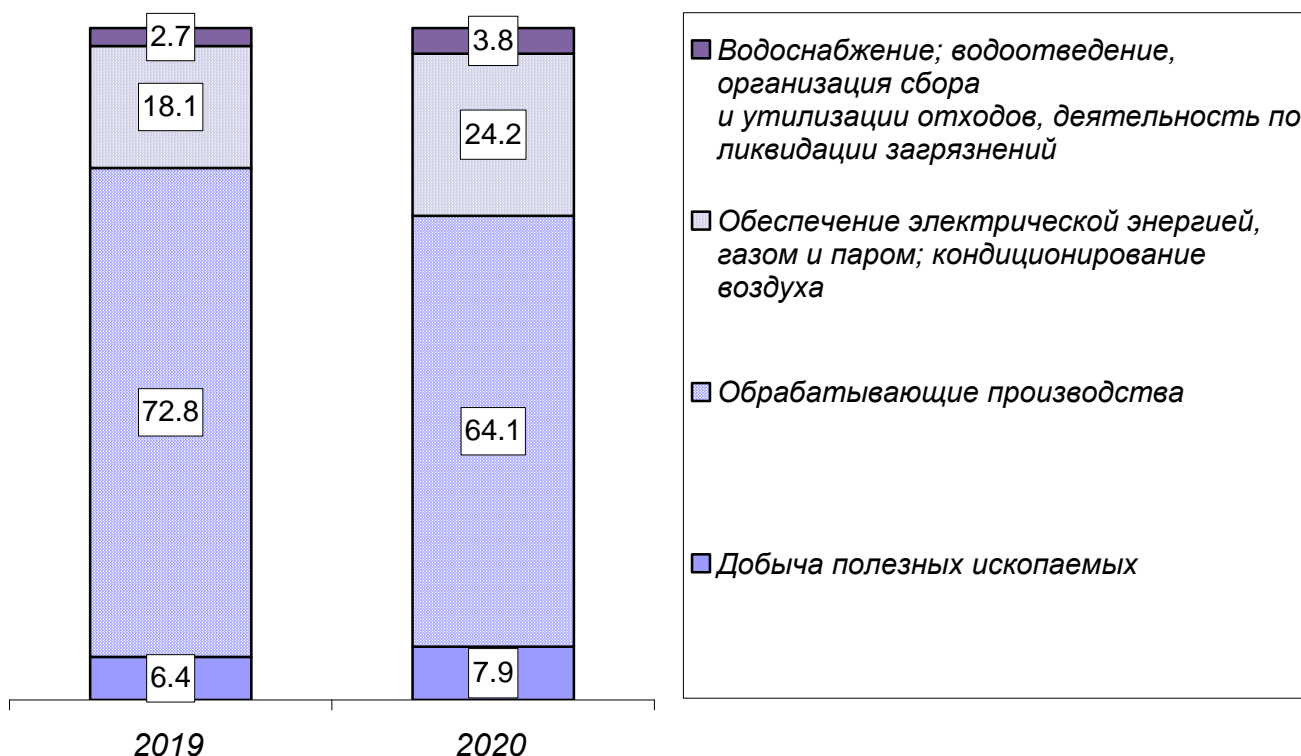 2.7
18.1
72.8
6.4
3.8
24.2
64.1
7.9
2019
2020
Водоснабжение; водоотведение,
организация сбора
и утилизации отходов, деятельность по
ликвидации загрязнений
Обеспечение электрической энергией,
газом и паром; кондиционирование
воздуха
Обрабатывающие производства
Добыча полезных ископаемых